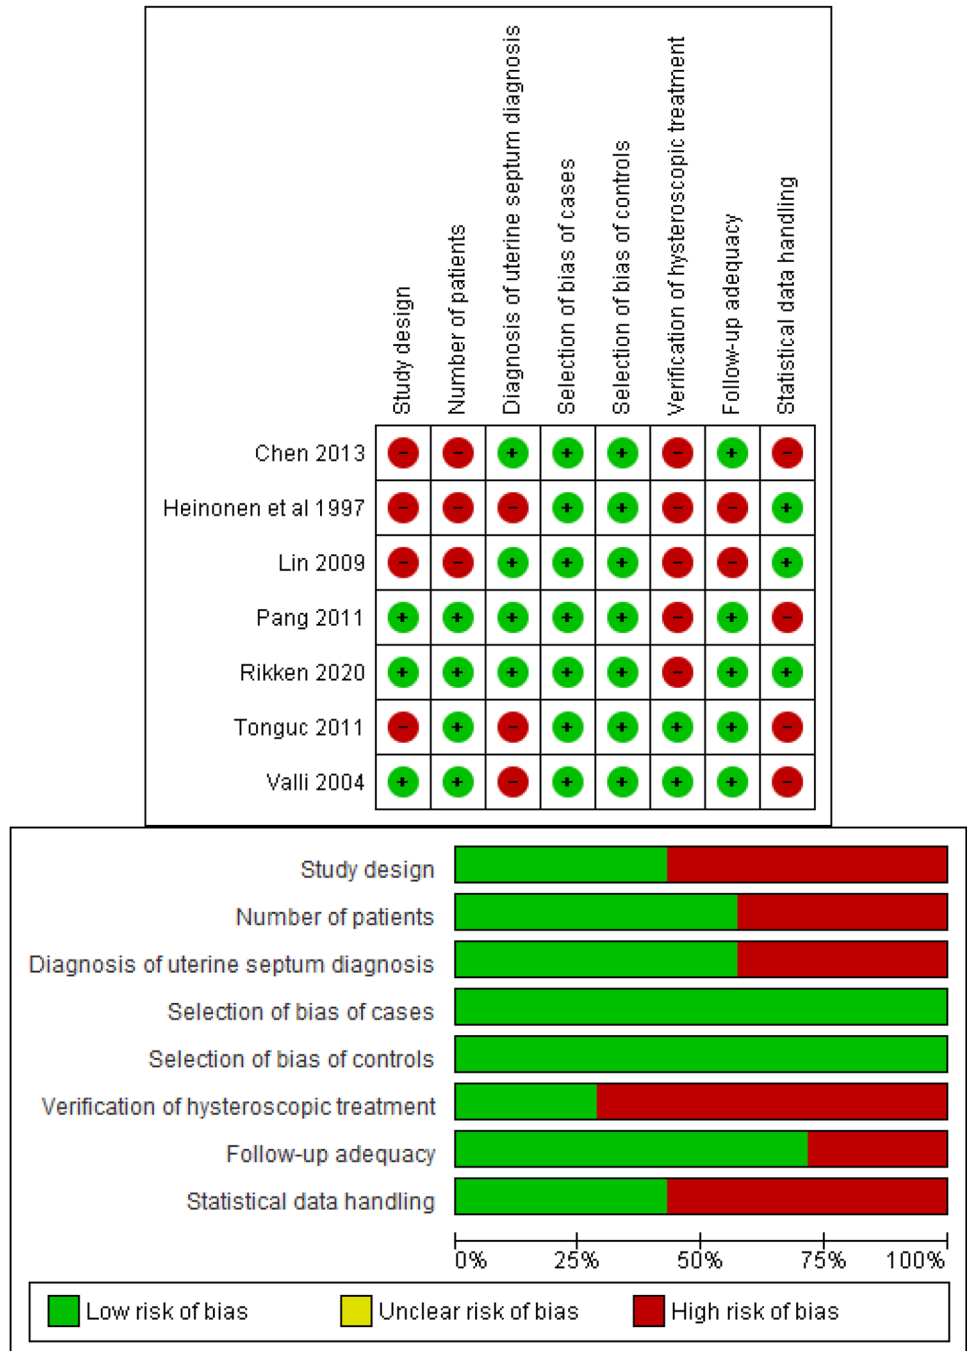 Study design
Number of patients
Diagnosis of uterine septum diagnosis
Selection of bias of cases
Selection of bias of controls
Verification of hysteroscopic treatment
Follow-up adequacy
Statistical data handling
Chen 2013 - - + + + - + -
Heinonen et al 1997 - - - + + - - +
Lin 2009 - - + + + - - +
Pang 2011 + + + + + - + -
Rikken 2020 + + + + + - + +
Tonguc 2011 - + - + + + + -
Valli 2004 + + - + + + + -
Study design
Number of patients
Diagnosis of uterine septum diagnosis
Selection of bias of cases
Selection of bias of controls
Verification of hysteroscopic treatment
Follow-up adequacy
Statistical data handling
0% 25% 50% 75% 100%
Low risk of bias Unclear risk of bias High risk of bias